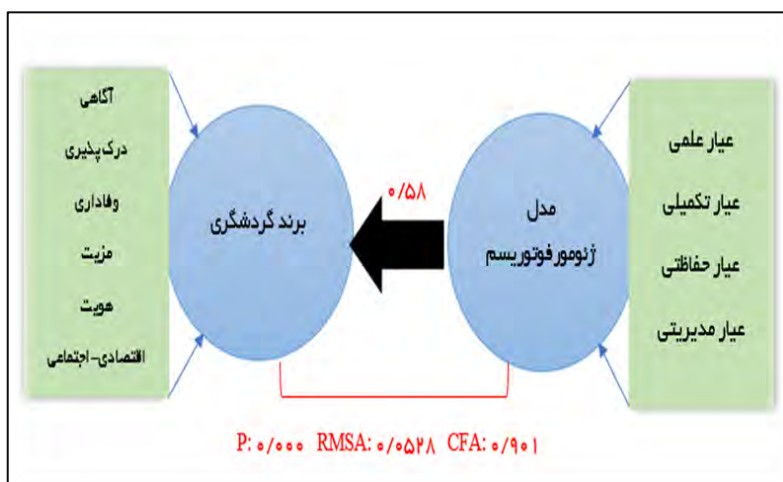 عیار علمی
عیار تکمیلی
عیار حفاظتی
عیار مدیریتی
مدل
ژئومورفوتوریسم
۰/۵۸
برند گردشگری
آگاهی
درک‌پذیری
وفاداری
مزیت
هویت
اقتصادی-اجتماعی
P: ۰/۰۰۰ RMSA: ۰/۰۵۲۸ CFA: ۰/۹۰۱